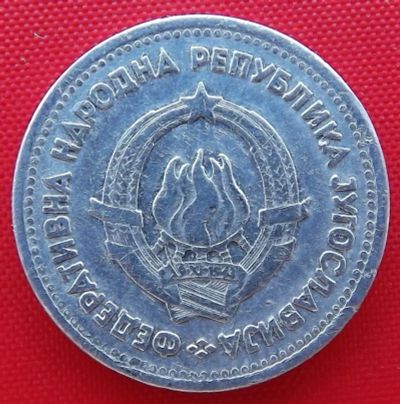 ФЕДЕРАТИВНА НАРОДНА РЕПУБЛИКА ЈУГОСЛАВИЈА